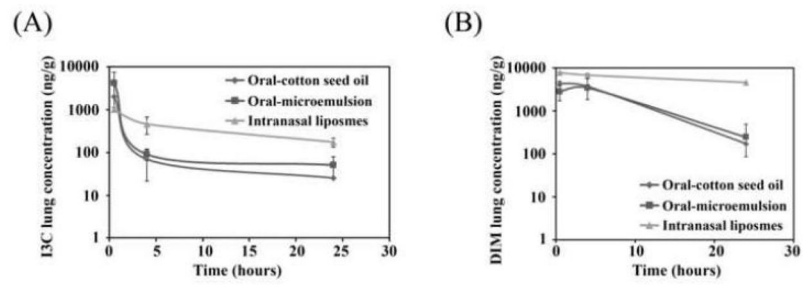 (A)
I3C lung concentration (ng/g)
10000
1000
100
10
1
Oral-cotton seed oil
Oral-microemulsion
Intranasal liposmes
0 5 10 15 20 25 30
Time (hours)
(B)
DIM lung concentration (ng/g)
10000
1000
100
10
1
Oral-cotton seed oil
Oral-microemulsion
Intranasal liposmes
0 10 20 30
Time (hours)